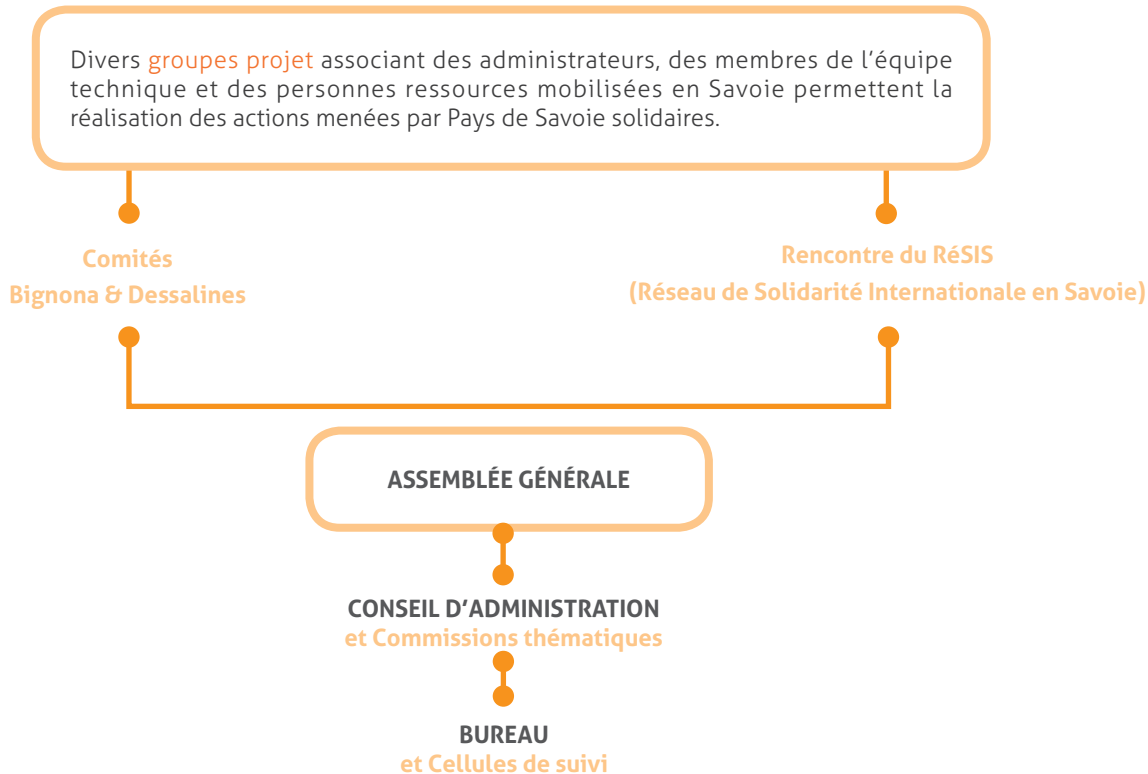 Divers groupes projet associant des administrateurs, des membres de l’équipe
technique et des personnes ressources mobilisées en Savoie permettent la
réalisation des actions menées par Pays de Savoie solidaires.
Comités
Bignona & Dessalines
Rencontre du RéSIS
(Réseau de Solidarité Internationale en Savoie)
ASSEMBLÉE GÉNÉRALE
CONSEIL D’ADMINISTRATION
et Commissions thématiques
BUREAU
et Cellules de suivi